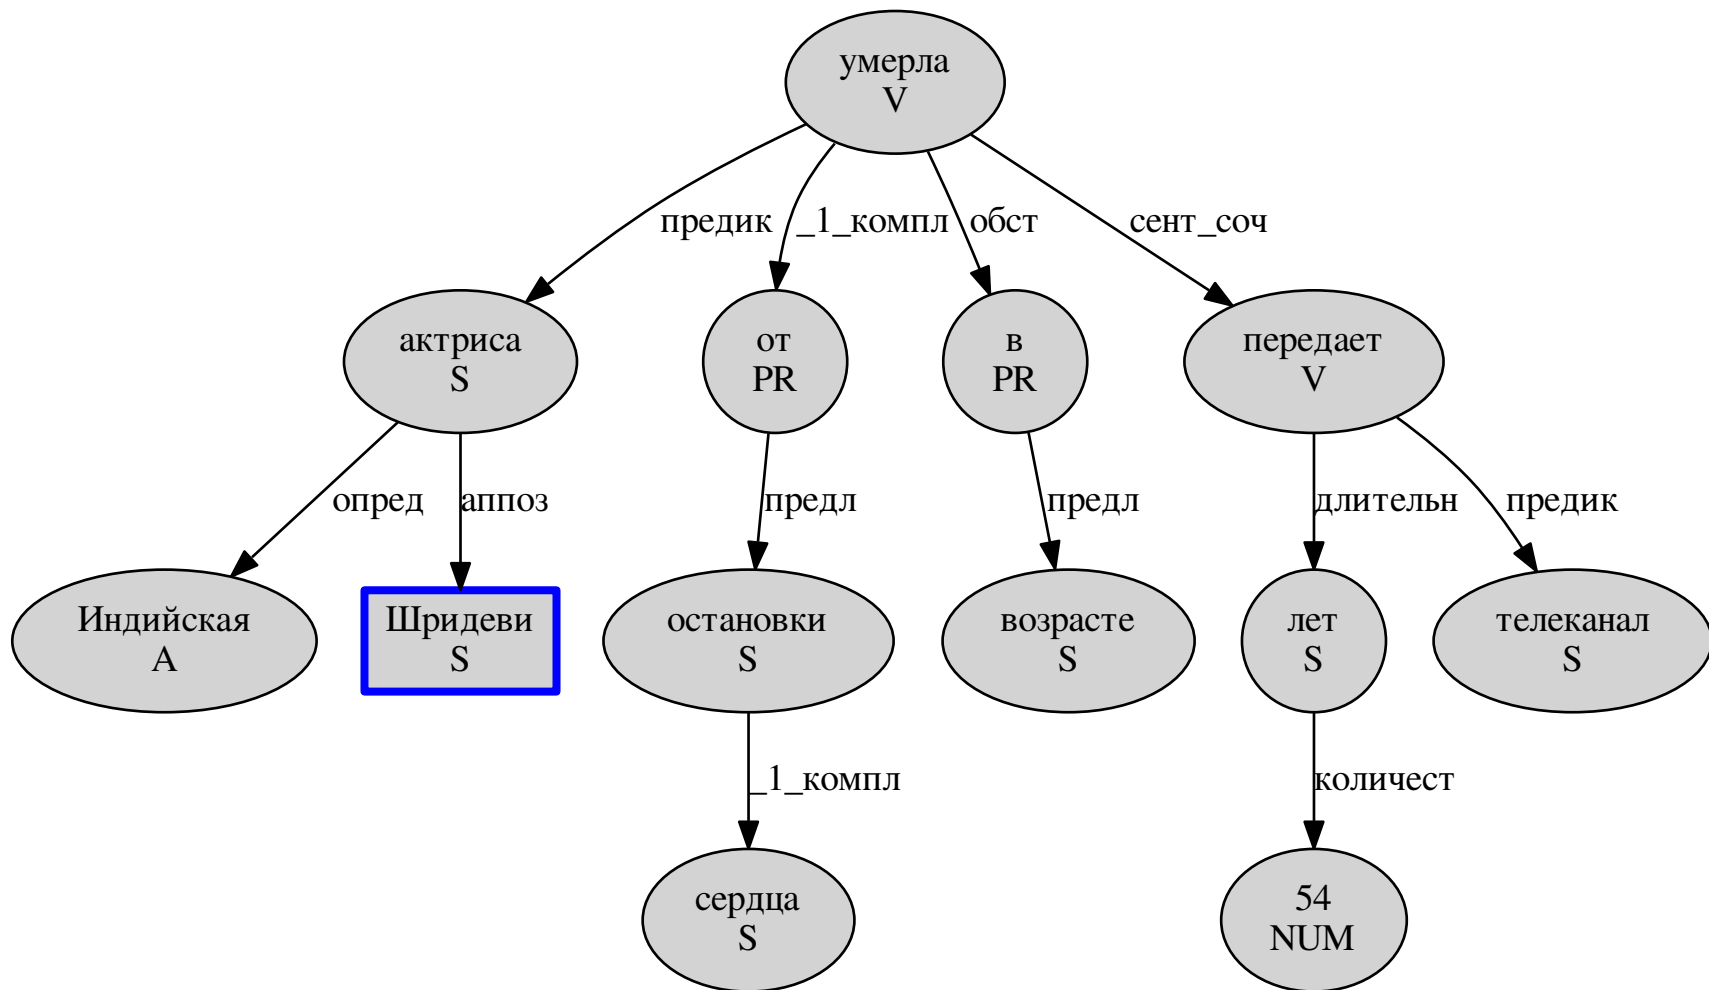 умерла
V
предик
_1_компл
обст
сент_соч
актриса
S
от
PR
в
PR
передает
V
опред
аппоз
предл
предл
длительн
предик
Индийская
A
Шридеви
S
остановки
S
возрасте
S
лет
S
телеканал
S
_1_компл
количест
сердца
S
54
NUM